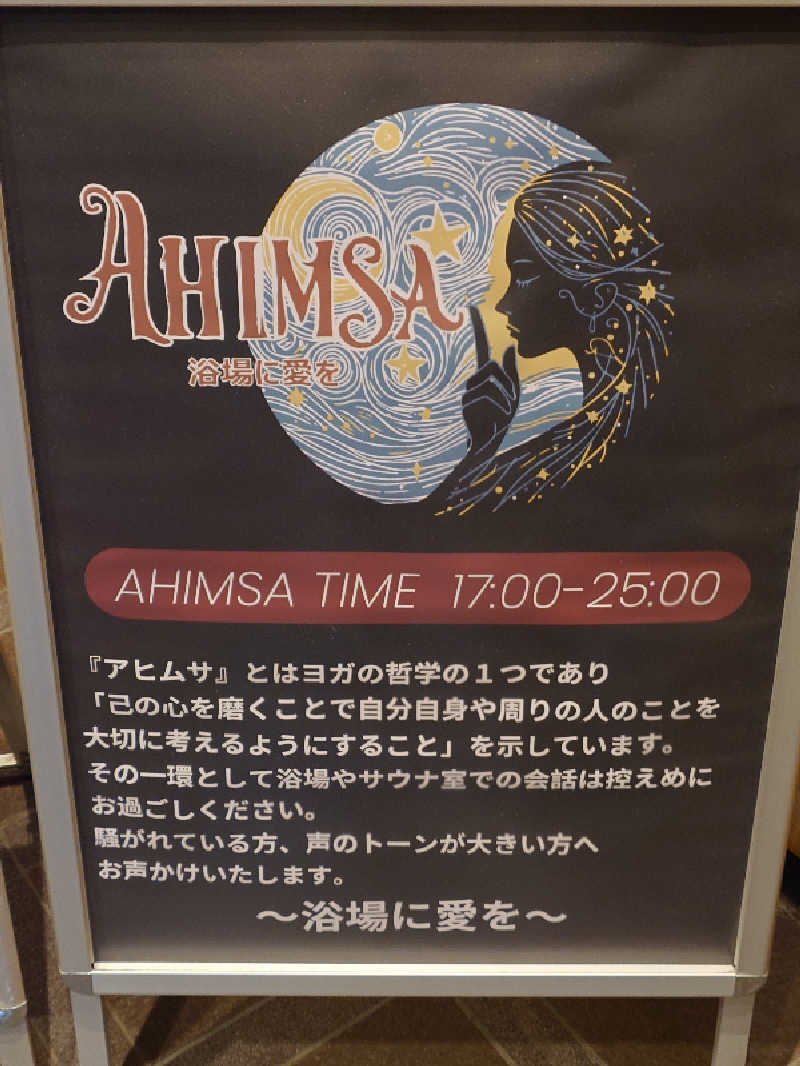 AHIMSA
浴場に愛を
AHIMSA TIME 17:00-25:00
『アヒムサ』とはヨガの哲学の１つであり
「己の心を磨くことで自分自身や周りの人のことを
大切に考えるようにすること」を示しています。
その一環として浴場やサウナ室での会話は控えめに
お過ごしください。
騒がれている方、声のトーンが大きい方へ
お声かけいたします。
～浴場に愛を～